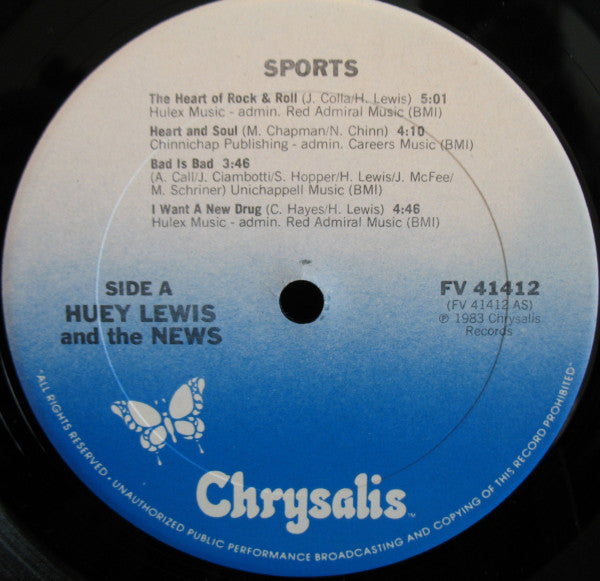 SPORTS
The Heart of Rock & Roll (J. Colla/H. Lewis) 5:01
Hulex Music - admin. Red Admiral Music (BMI)
Heart and Soul (M. Chapman/N. Chinn) 4:10
Chinnichap Publishing - admin. Careers Music (BMI)
Bad Is Bad 3:46
(A. Call/J. Ciambotti/S. Hopper/H. Lewis/J. McFee/
M. Schriner) Unichappell Music (BMI)
I Want A New Drug (C. Hayes/H. Lewis) 4:46
Hulex Music - admin. Red Admiral Music (BMI)
SIDE A
HUEY LEWIS
and the NEWS
FV 41412
(FV 41412 AS)
℗ 1983 Chrysalis
Records
Chrysalis™
ALL RIGHTS RESERVED · UNAUTHORIZED PUBLIC PERFORMANCE BROADCASTING AND COPYING OF THIS RECORD PROHIBITED